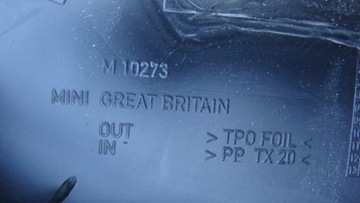 M 10273
MINI GREAT BRITAIN
OUT > TPO FOIL <
IN > PP TX 20 <